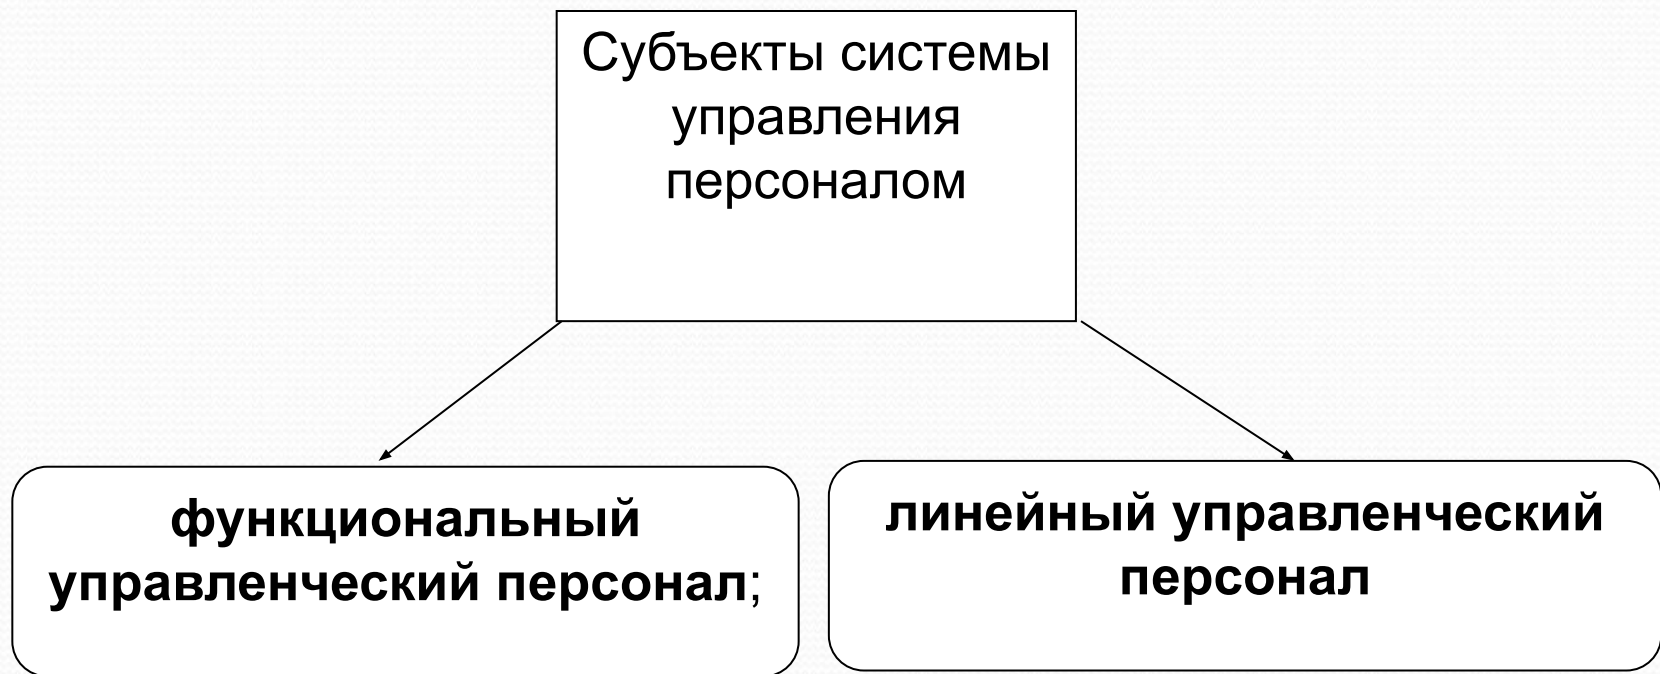 Субъекты системы
управления
персоналом
функциональный
управленческий персонал;
линейный управленческий
персонал